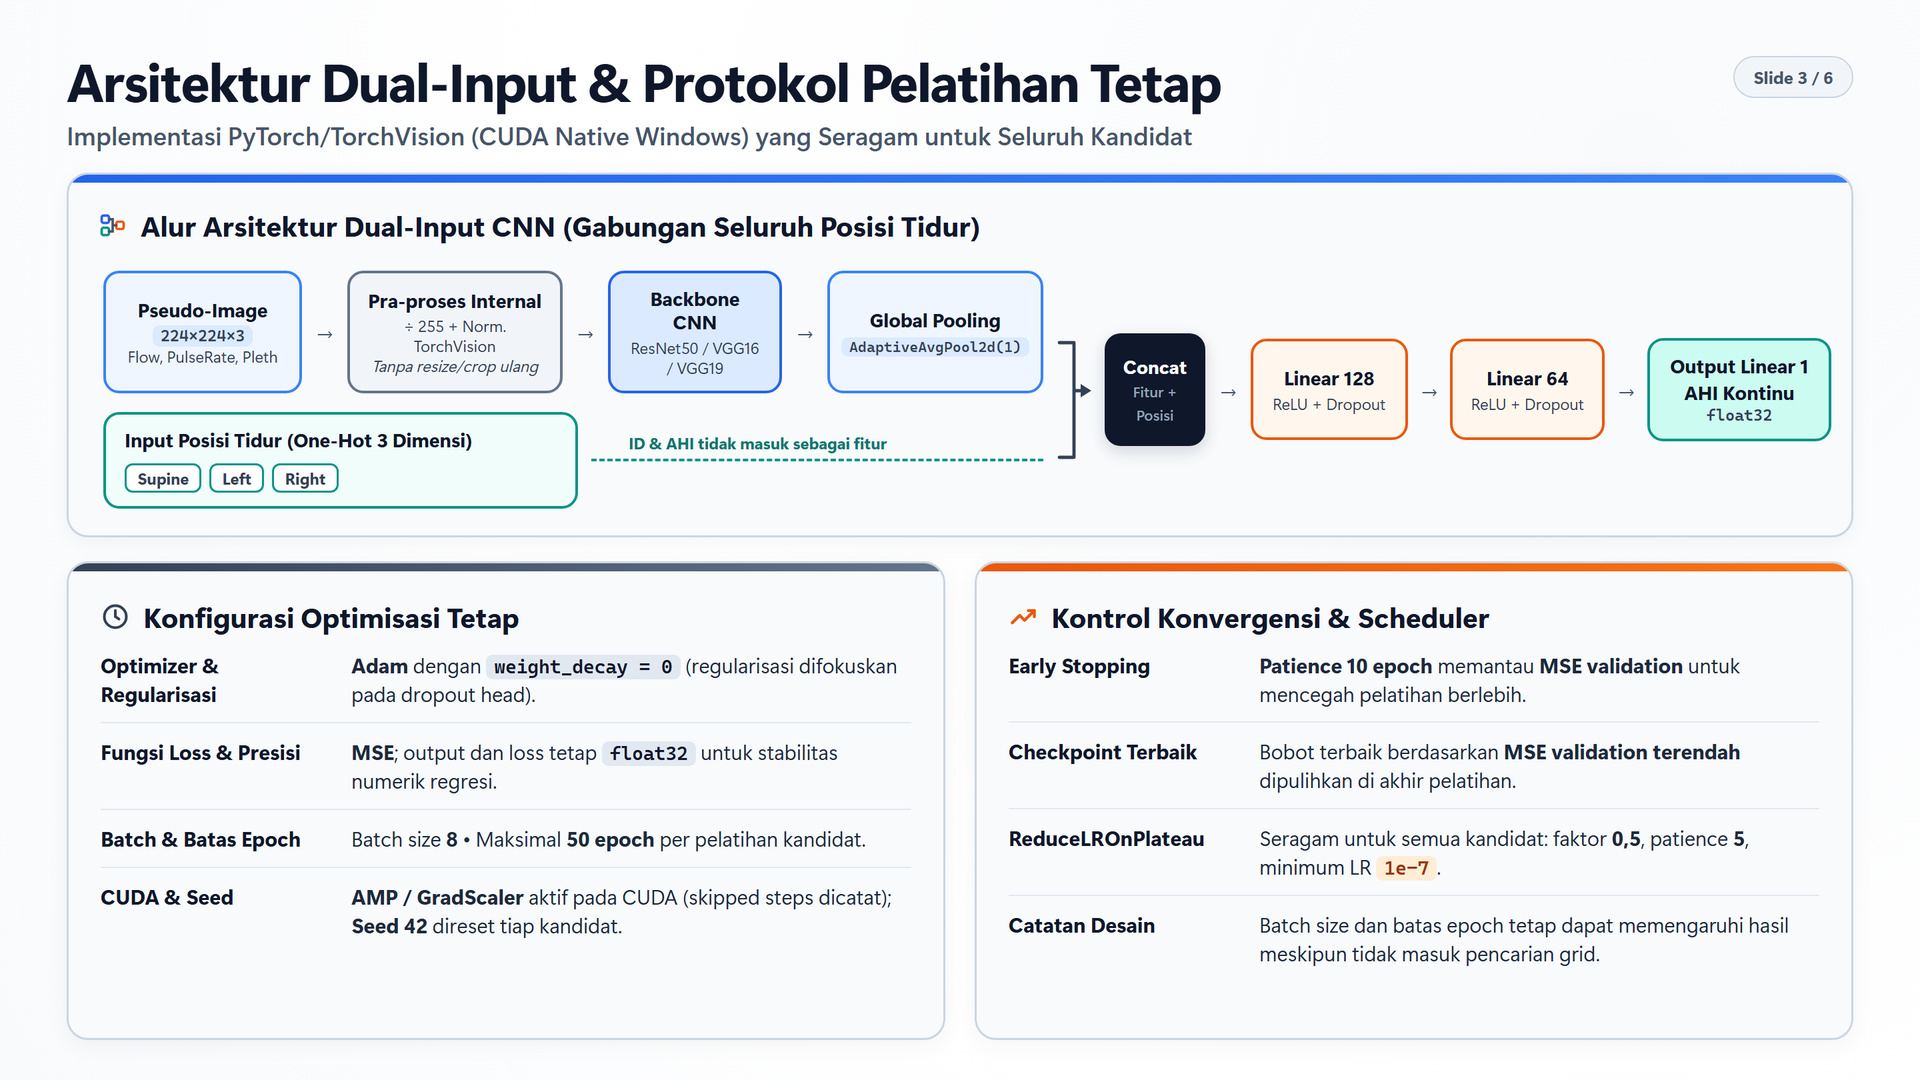 Arsitektur Dual-Input & Protokol Pelatihan Tetap
Slide 3 / 6
Implementasi PyTorch/TorchVision (CUDA Native Windows) yang Seragam untuk Seluruh Kandidat
Alur Arsitektur Dual-Input CNN (Gabungan Seluruh Posisi Tidur)
Pseudo-Image
224×224×3
Flow, PulseRate, Pleth
→
Pra-proses Internal
÷ 255 + Norm.
TorchVision
Tanpa resize/crop ulang
→
Backbone
CNN
ResNet50 / VGG16
/ VGG19
→
Global Pooling
AdaptiveAvgPool2d(1)
Input Posisi Tidur (One-Hot 3 Dimensi)
Supine
Left
Right
ID & AHI tidak masuk sebagai fitur
Concat
Fitur +
Posisi
→
Linear 128
ReLU + Dropout
→
Linear 64
ReLU + Dropout
→
Output Linear 1
AHI Kontinu
float32
Konfigurasi Optimisasi Tetap
Optimizer &
Regularisasi
Adam dengan weight_decay = 0 (regularisasi difokuskan
pada dropout head).
Fungsi Loss & Presisi
MSE; output dan loss tetap float32 untuk stabilitas
numerik regresi.
Batch & Batas Epoch
Batch size 8 • Maksimal 50 epoch per pelatihan kandidat.
CUDA & Seed
AMP / GradScaler aktif pada CUDA (skipped steps dicatat);
Seed 42 direset tiap kandidat.
Kontrol Konvergensi & Scheduler
Early Stopping
Patience 10 epoch memantau MSE validation untuk
mencegah pelatihan berlebih.
Checkpoint Terbaik
Bobot terbaik berdasarkan MSE validation terendah
dipulihkan di akhir pelatihan.
ReduceLROnPlateau
Seragam untuk semua kandidat: faktor 0,5, patience 5,
minimum LR 1e-7.
Catatan Desain
Batch size dan batas epoch tetap dapat memengaruhi hasil
meskipun tidak masuk pencarian grid.